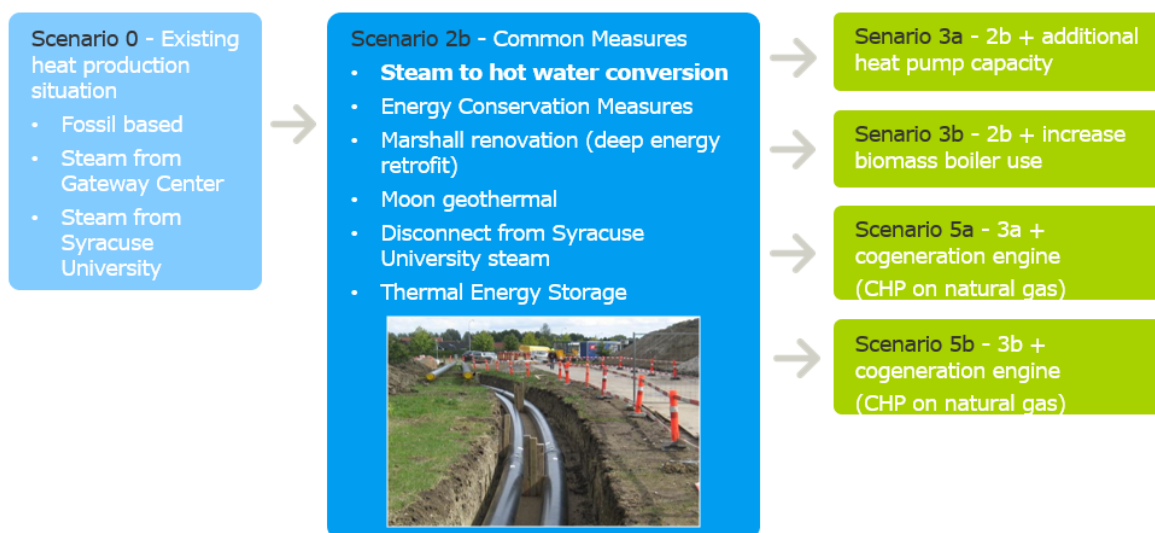 Scenario 0 - Existing
heat production
situation
• Fossil based
• Steam from
Gateway Center
• Steam from
Syracuse
University
Scenario 2b - Common Measures
• Steam to hot water conversion
• Energy Conservation Measures
• Marshall renovation (deep energy
retrofit)
• Moon geothermal
• Disconnect from Syracuse
University steam
• Thermal Energy Storage
Senario 3a - 2b + additional
heat pump capacity
Senario 3b - 2b + increase
biomass boiler use
Scenario 5a - 3a +
cogeneration engine
(CHP on natural gas)
Scenario 5b - 3b +
cogeneration engine
(CHP on natural gas)